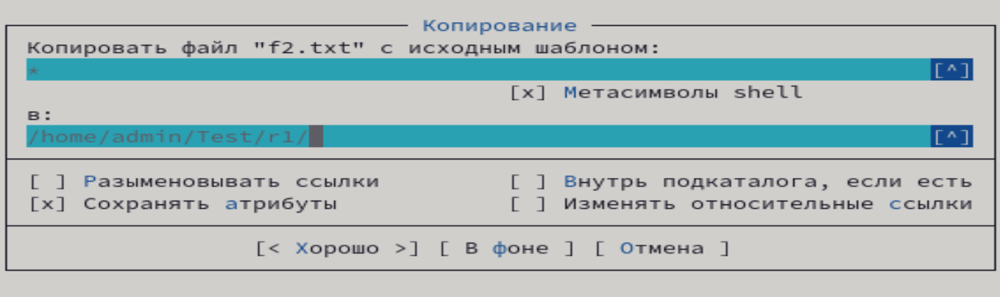 Копирование
Копировать файл "f2.txt" с исходным шаблоном:
* [^]
[x] Метасимволы shell
в:
/home/admin/Test/r1/ [^]
[ ] Разыменовывать ссылки [ ] Внутрь подкаталога, если есть
[x] Сохранять атрибуты [ ] Изменять относительные ссылки
[< Хорошо >] [ В фоне ] [ Отмена ]